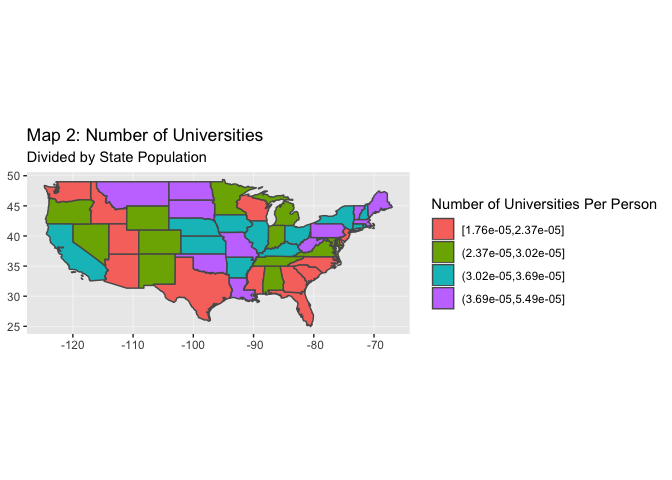 Map 2: Number of Universities
Divided by State Population
50
45
40
35
30
25
-120 -110 -100 -90 -80 -70
Number of Universities Per Person
[1.76e-05,2.37e-05]
(2.37e-05,3.02e-05]
(3.02e-05,3.69e-05]
(3.69e-05,5.49e-05]